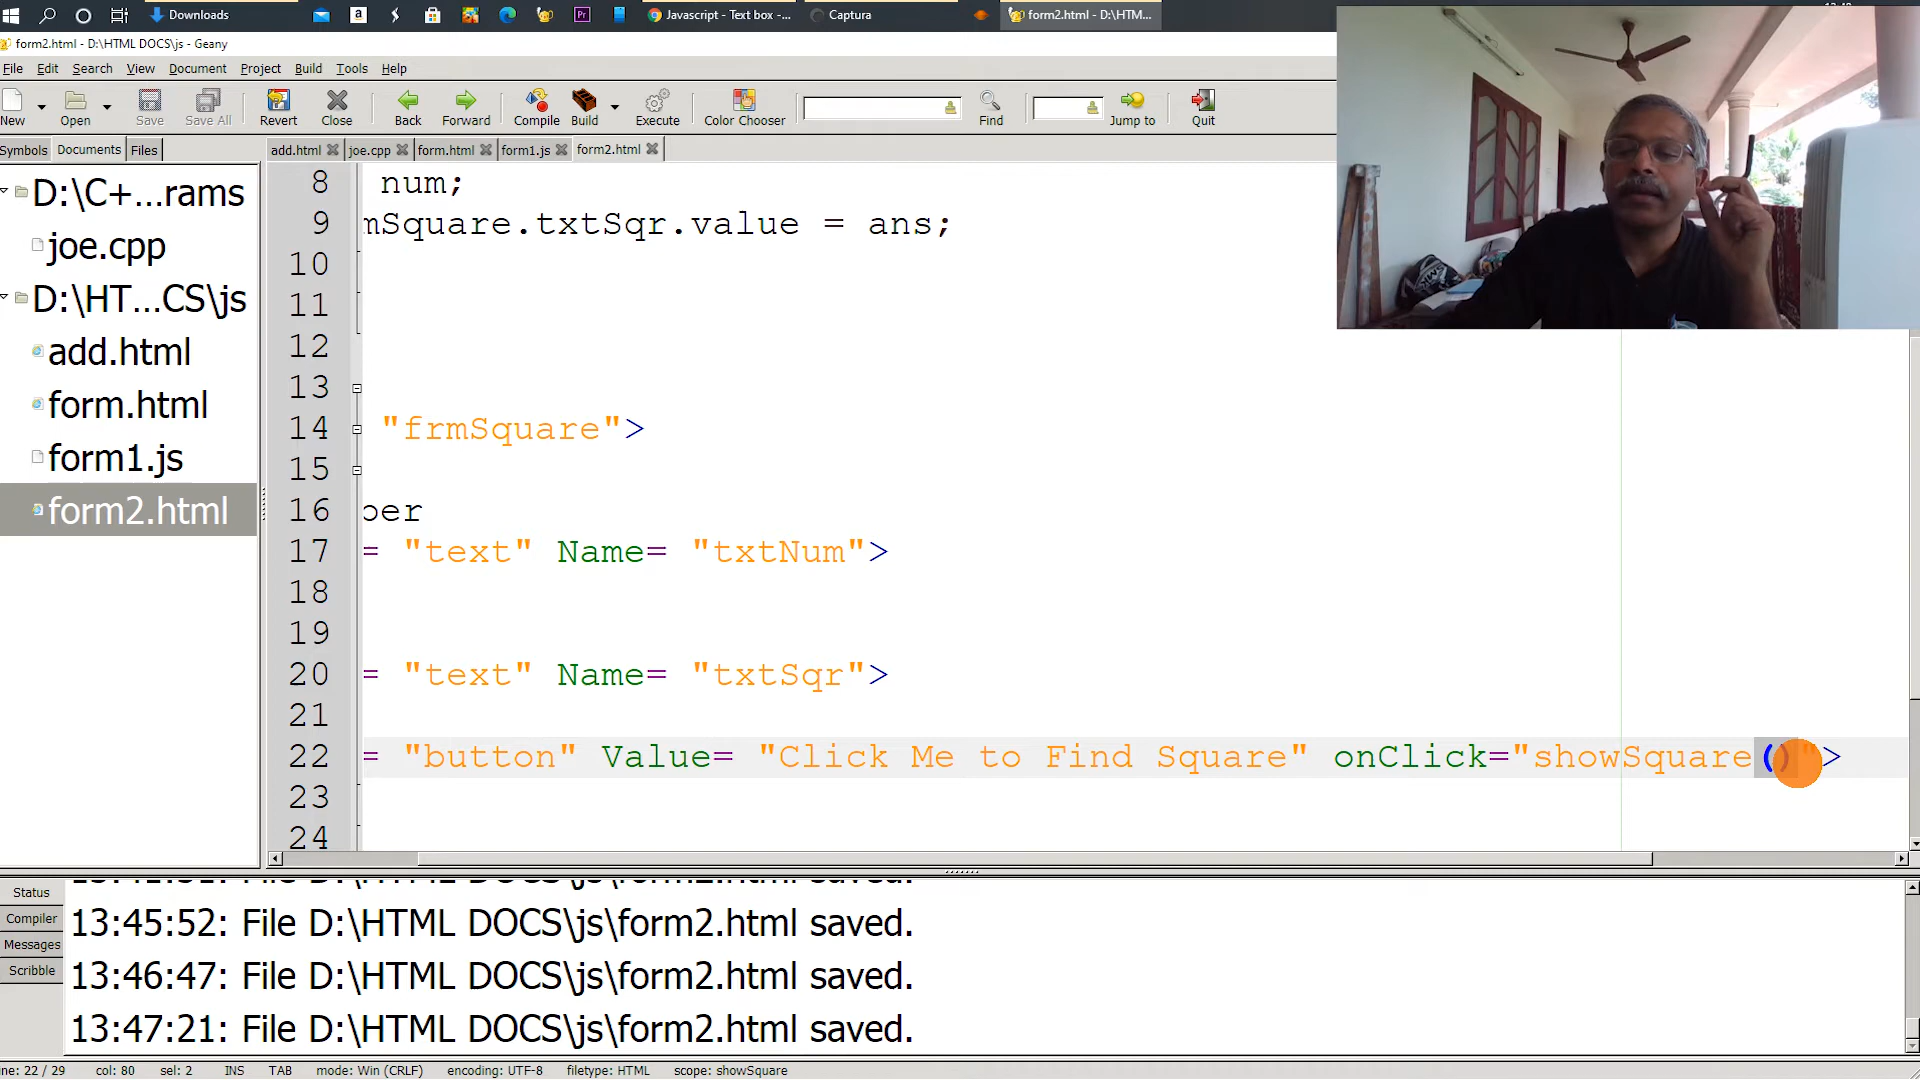 Downloads
Javascript - Text box -...
Captura
form2.html - D:\HTM...
form2.html - D:\HTML DOCS\js - Geany
File Edit Search View Document Project Build Tools Help
New Open Save Save All Revert Close Back Forward Compile Build Execute Color Chooser Find Jump to Quit
Symbols Documents Files
add.html joe.cpp form.html form1.js form2.html
D:\C+...rams
joe.cpp
D:\HT...CS\js
add.html
form.html
form1.js
form2.html
8 num;
9 mSquare.txtSqr.value = ans;
10
11
12
13
14 "frmSquare">
15
16 ber
17 = "text" Name= "txtNum">
18
19
20 = "text" Name= "txtSqr">
21
22 = "button" Value= "Click Me to Find Square" onClick="showSquare()">
23
24
Status
Compiler
Messages
Scribble
13:45:52: File D:\HTML DOCS\js\form2.html saved.
13:46:47: File D:\HTML DOCS\js\form2.html saved.
13:47:21: File D:\HTML DOCS\js\form2.html saved.
ine: 22 / 29 col: 80 sel: 2 INS TAB mode: Win (CRLF) encoding: UTF-8 filetype: HTML scope: showSquare